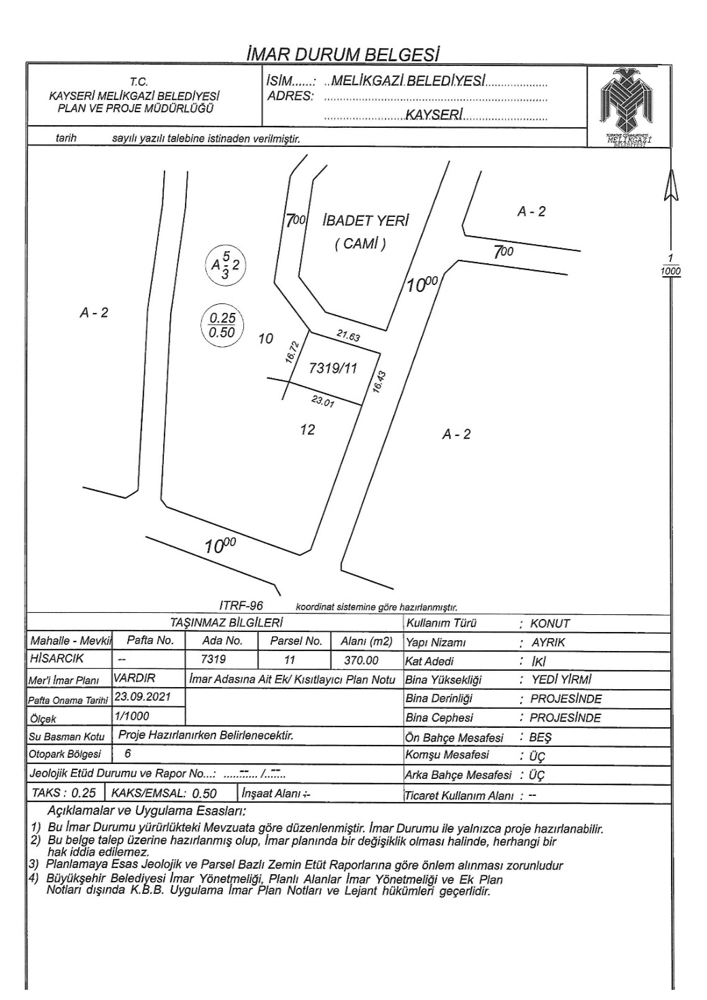 İMAR DURUM BELGESİ
T.C.
KAYSERİ MELİKGAZİ BELEDİYESİ
PLAN VE PROJE MÜDÜRLÜĞÜ
İSİM......: ..MELİKGAZİ.BELEDİYESİ..................
ADRES: ...........................................................
..........................KAYSERİ...........................
TÜRKİYE CUMHURİYETİ
MELİKGAZİ
BELEDİYESİ
tarih sayılı yazılı talebine istinaden verilmiştir.
A - 2
7 00
İBADET YERİ
( CAMİ )
7 00
1
1000
A 5 - 3 2
10 00
A - 2
0.25
0.50
10
21.63
16.72
7319/11
16.43
23.01
12
A - 2
10 00
ITRF-96 koordinat sistemine göre hazırlanmıştır.
TAŞINMAZ BİLGİLERİ
Kullanım Türü : KONUT
Mahalle - Mevkii Pafta No. Ada No. Parsel No. Alanı (m2)
Yapı Nizamı : AYRIK
HİSARCIK -- 7319 11 370.00
Kat Adedi : İKİ
Mer'i İmar Planı VARDIR İmar Adasına Ait Ek/ Kısıtlayıcı Plan Notu
Bina Yüksekliği : YEDİ YİRMİ
Pafta Onama Tarihi 23.09.2021
Bina Derinliği : PROJESİNDE
Ölçek 1/1000
Bina Cephesi : PROJESİNDE
Su Basman Kotu Proje Hazırlanırken Belirlenecektir.
Ön Bahçe Mesafesi : BEŞ
Otopark Bölgesi 6
Komşu Mesafesi : ÜÇ
Jeolojik Etüd Durumu ve Rapor No...: ....--... /..--...
Arka Bahçe Mesafesi : ÜÇ
TAKS : 0.25 KAKS/EMSAL: 0.50 İnşaat Alanı :-
Ticaret Kullanım Alanı : --
Açıklamalar ve Uygulama Esasları:
1) Bu İmar Durumu yürürlükteki Mevzuata göre düzenlenmiştir. İmar Durumu ile yalnızca proje hazırlanabilir.
2) Bu belge talep üzerine hazırlanmış olup, İmar planında bir değişiklik olması halinde, herhangi bir
hak iddia edilemez.
3) Planlamaya Esas Jeolojik ve Parsel Bazlı Zemin Etüt Raporlarına göre önlem alınması zorunludur
4) Büyükşehir Belediyesi İmar Yönetmeliği, Planlı Alanlar İmar Yönetmeliği ve Ek Plan
Notları dışında K.B.B. Uygulama İmar Plan Notları ve Lejant hükümleri geçerlidir.